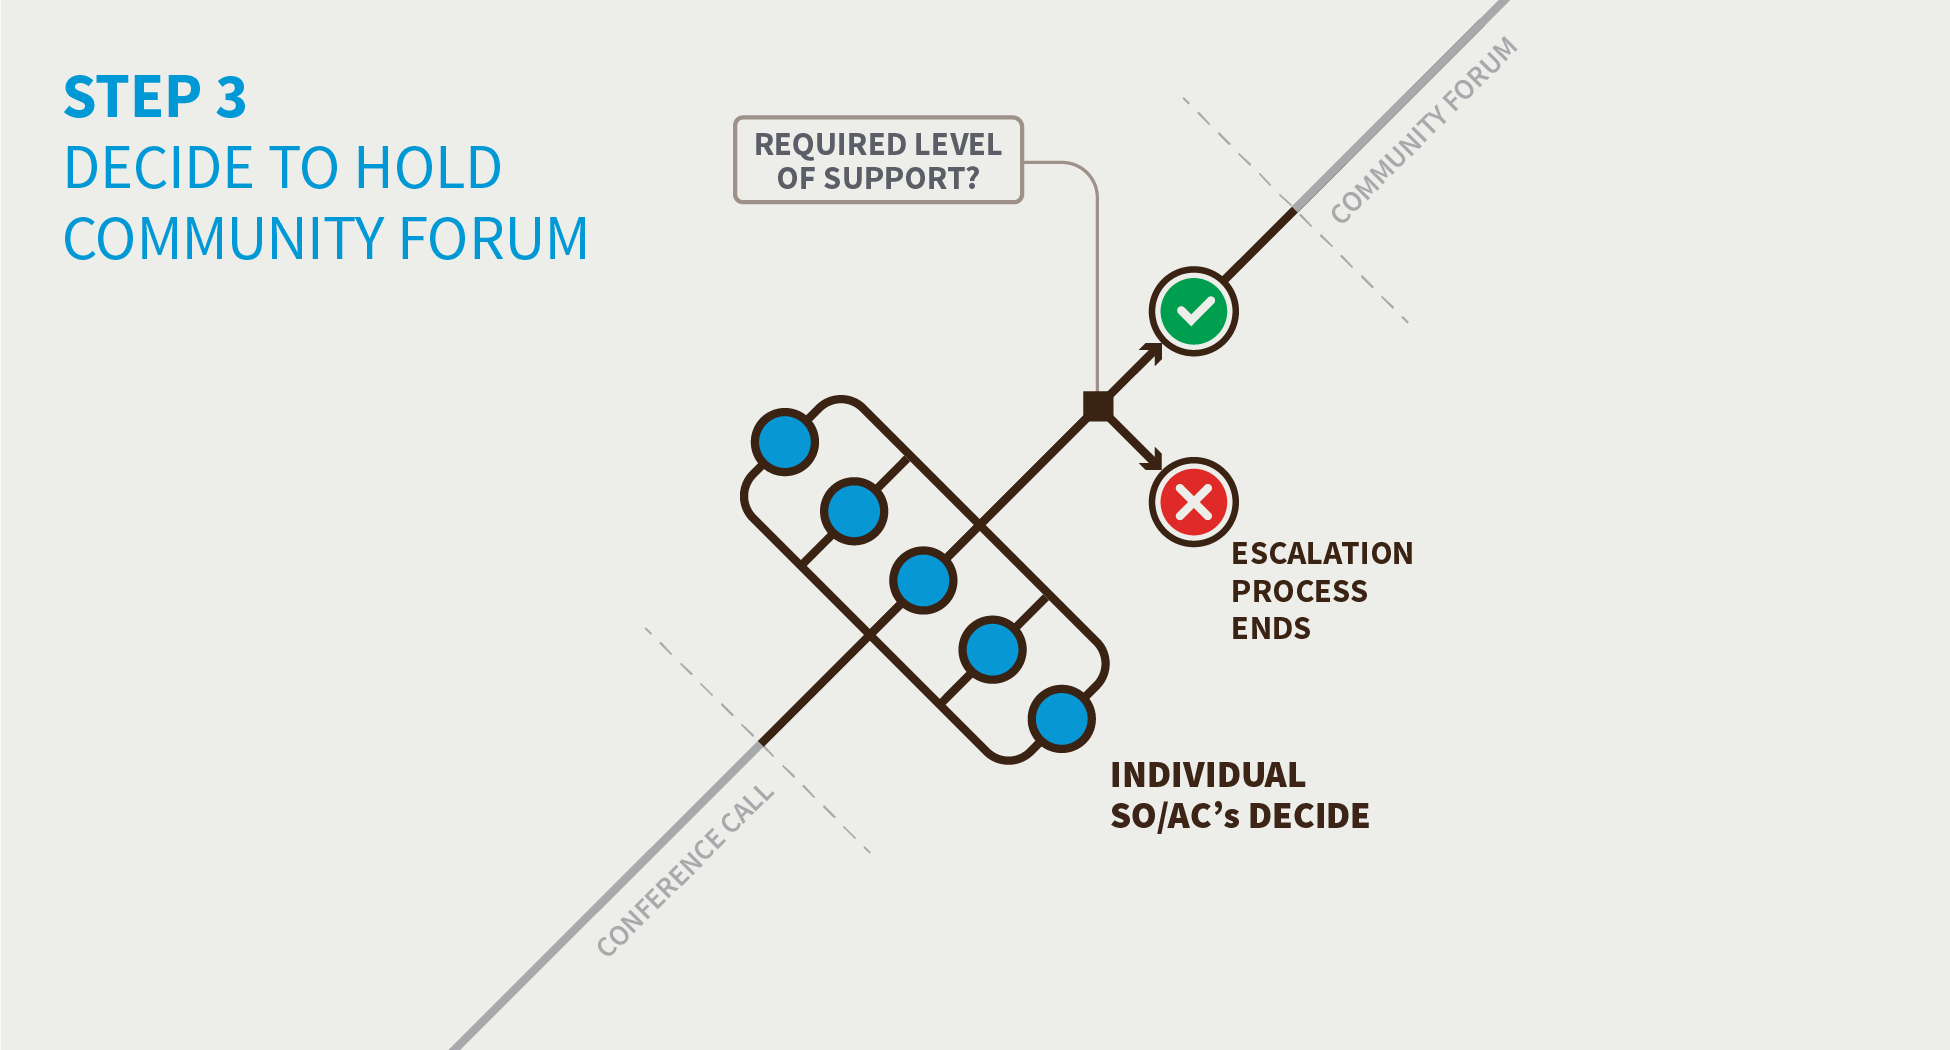 STEP 3
DECIDE TO HOLD
COMMUNITY FORUM
REQUIRED LEVEL
OF SUPPORT?
COMMUNITY FORUM
ESCALATION
PROCESS
ENDS
INDIVIDUAL
SO/AC’s DECIDE
CONFERENCE CALL